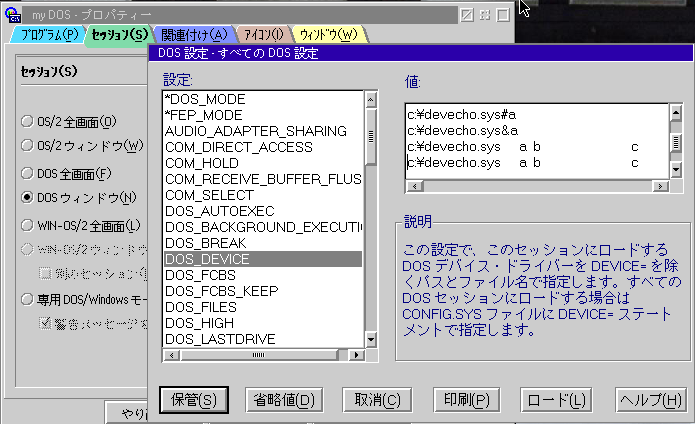 my DOS - プロパティー
プログラム(P)
セッション(S)
関連付け(A)
アイコン(I)
ウィンドウ(W)
セッション(S)
OS/2 全画面(O)
OS/2 ウィンドウ(W)
DOS 全画面(F)
DOS ウィンドウ(N)
WIN-OS/2 全画面(L)
WIN-OS/2 ウィンドウ
別のセッション(
専用 DOS/Windows モー
警告メッセージを
やり
DOS 設定 - すべての DOS 設定
設定:
*DOS_MODE
*FEP_MODE
AUDIO_ADAPTER_SHARING
COM_DIRECT_ACCESS
COM_HOLD
COM_RECEIVE_BUFFER_FLUS
COM_SELECT
DOS_AUTOEXEC
DOS_BACKGROUND_EXECUTI
DOS_BREAK
DOS_DEVICE
DOS_FCBS
DOS_FCBS_KEEP
DOS_FILES
DOS_HIGH
DOS_LASTDRIVE
値:
c:¥devecho.sys#a
c:¥devecho.sys&a
c:¥devecho.sys a b c
c:¥devecho.sys a b c
説明
この設定で、このセッションにロードする
DOS デバイス・ドライバーを DEVICE= を除
くパスとファイル名で指定します。すべての
DOS セッションにロードする場合は
CONFIG.SYS ファイルに DEVICE= ステート
メントで指定します。
保管(S)
省略値(D)
取消(C)
印刷(P)
ロード(L)
ヘルプ(H)